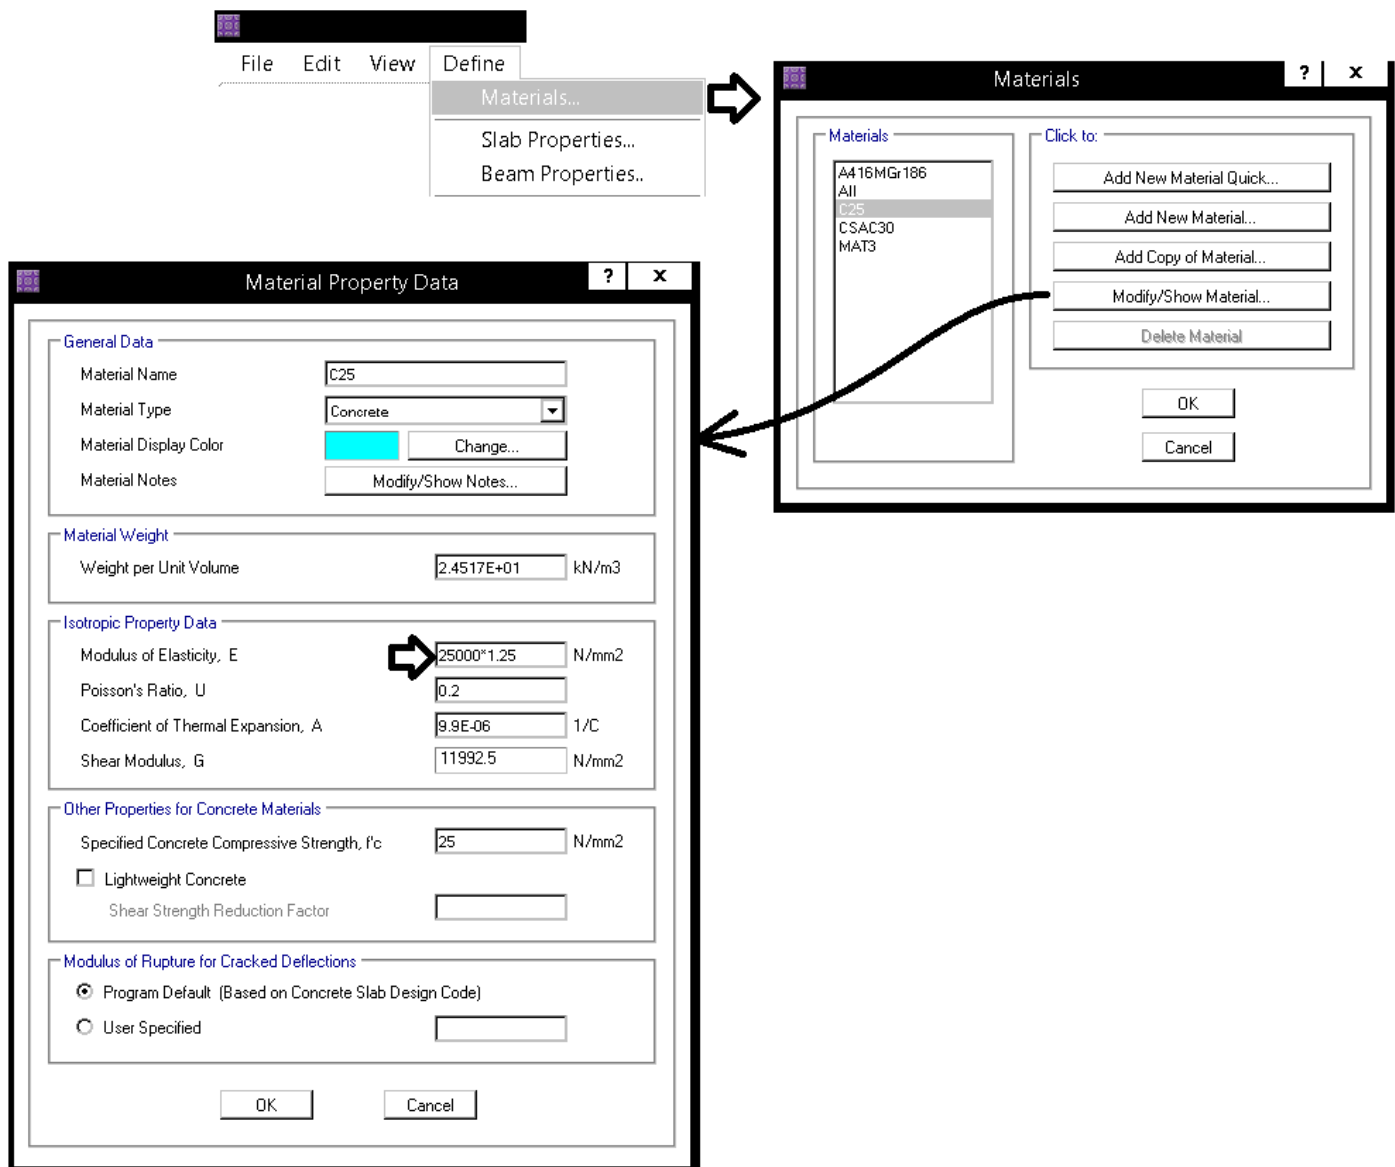 File Edit View Define
Materials...
Slab Properties...
Beam Properties..
Materials ? x
Materials
A416MGr186
All
C25
CSAC30
MAT3
Click to:
Add New Material Quick...
Add New Material...
Add Copy of Material...
Modify/Show Material...
Delete Material
OK
Cancel
Material Property Data ? x
General Data
Material Name C25
Material Type Concrete
Material Display Color Change...
Material Notes Modify/Show Notes...
Material Weight
Weight per Unit Volume 2.4517E+01 kN/m3
Isotropic Property Data
Modulus of Elasticity, E 25000*1.25 N/mm2
Poisson's Ratio, U 0.2
Coefficient of Thermal Expansion, A 9.9E-06 1/C
Shear Modulus, G 11992.5 N/mm2
Other Properties for Concrete Materials
Specified Concrete Compressive Strength, f'c 25 N/mm2
Lightweight Concrete
Shear Strength Reduction Factor
Modulus of Rupture for Cracked Deflections
Program Default (Based on Concrete Slab Design Code)
User Specified
OK Cancel